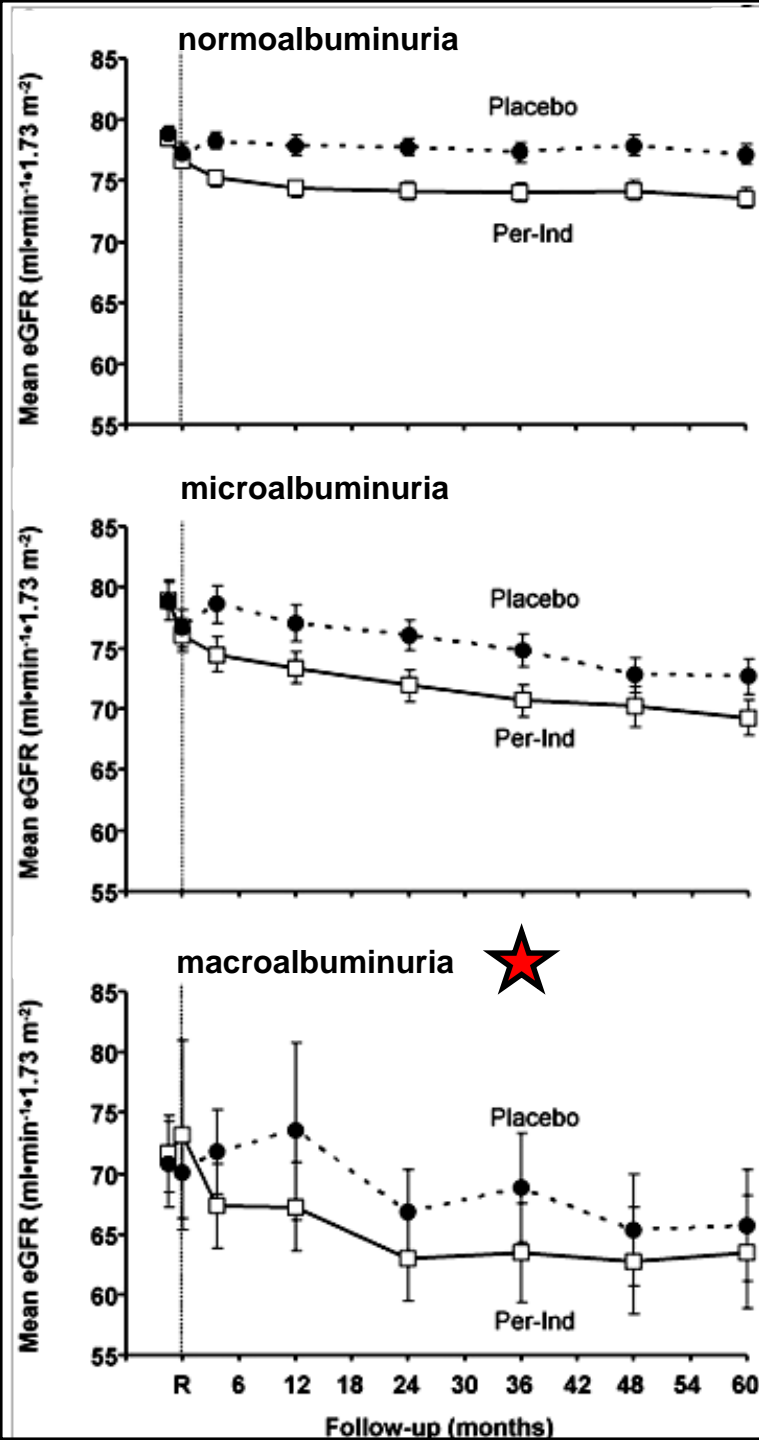 normoalbuminuria
85
80
75
70
65
60
55
Mean eGFR (ml•min⁻¹•1.73 m⁻²)
Placebo
Per-Ind
microalbuminuria
85
80
75
70
65
60
55
Mean eGFR (ml•min⁻¹•1.73 m⁻²)
Placebo
Per-Ind
macroalbuminuria
85
80
75
70
65
60
55
Mean eGFR (ml•min⁻¹•1.73 m⁻²)
Placebo
Per-Ind
R 6 12 18 24 30 36 42 48 54 60
Follow-up (months)